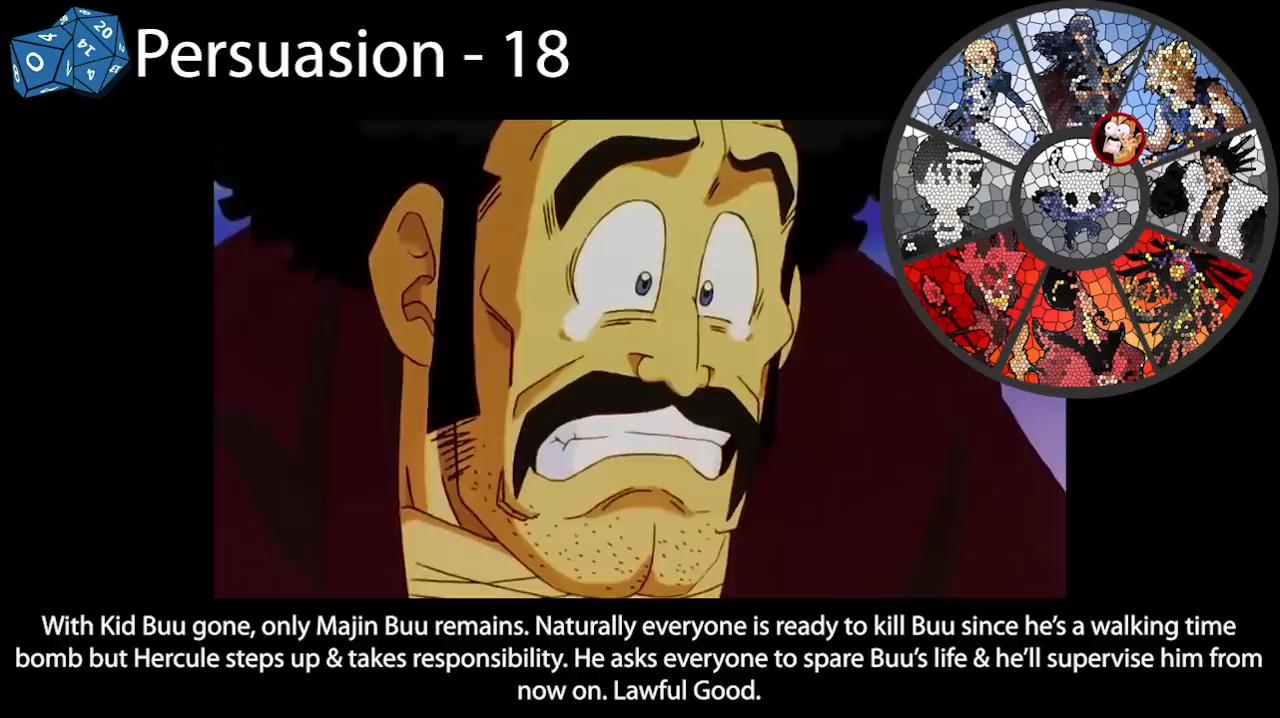 Persuasion - 18
With Kid Buu gone, only Majin Buu remains. Naturally everyone is ready to kill Buu since he's a walking time
bomb but Hercule steps up & takes responsibility. He asks everyone to spare Buu's life & he'll supervise him from
now on. Lawful Good.